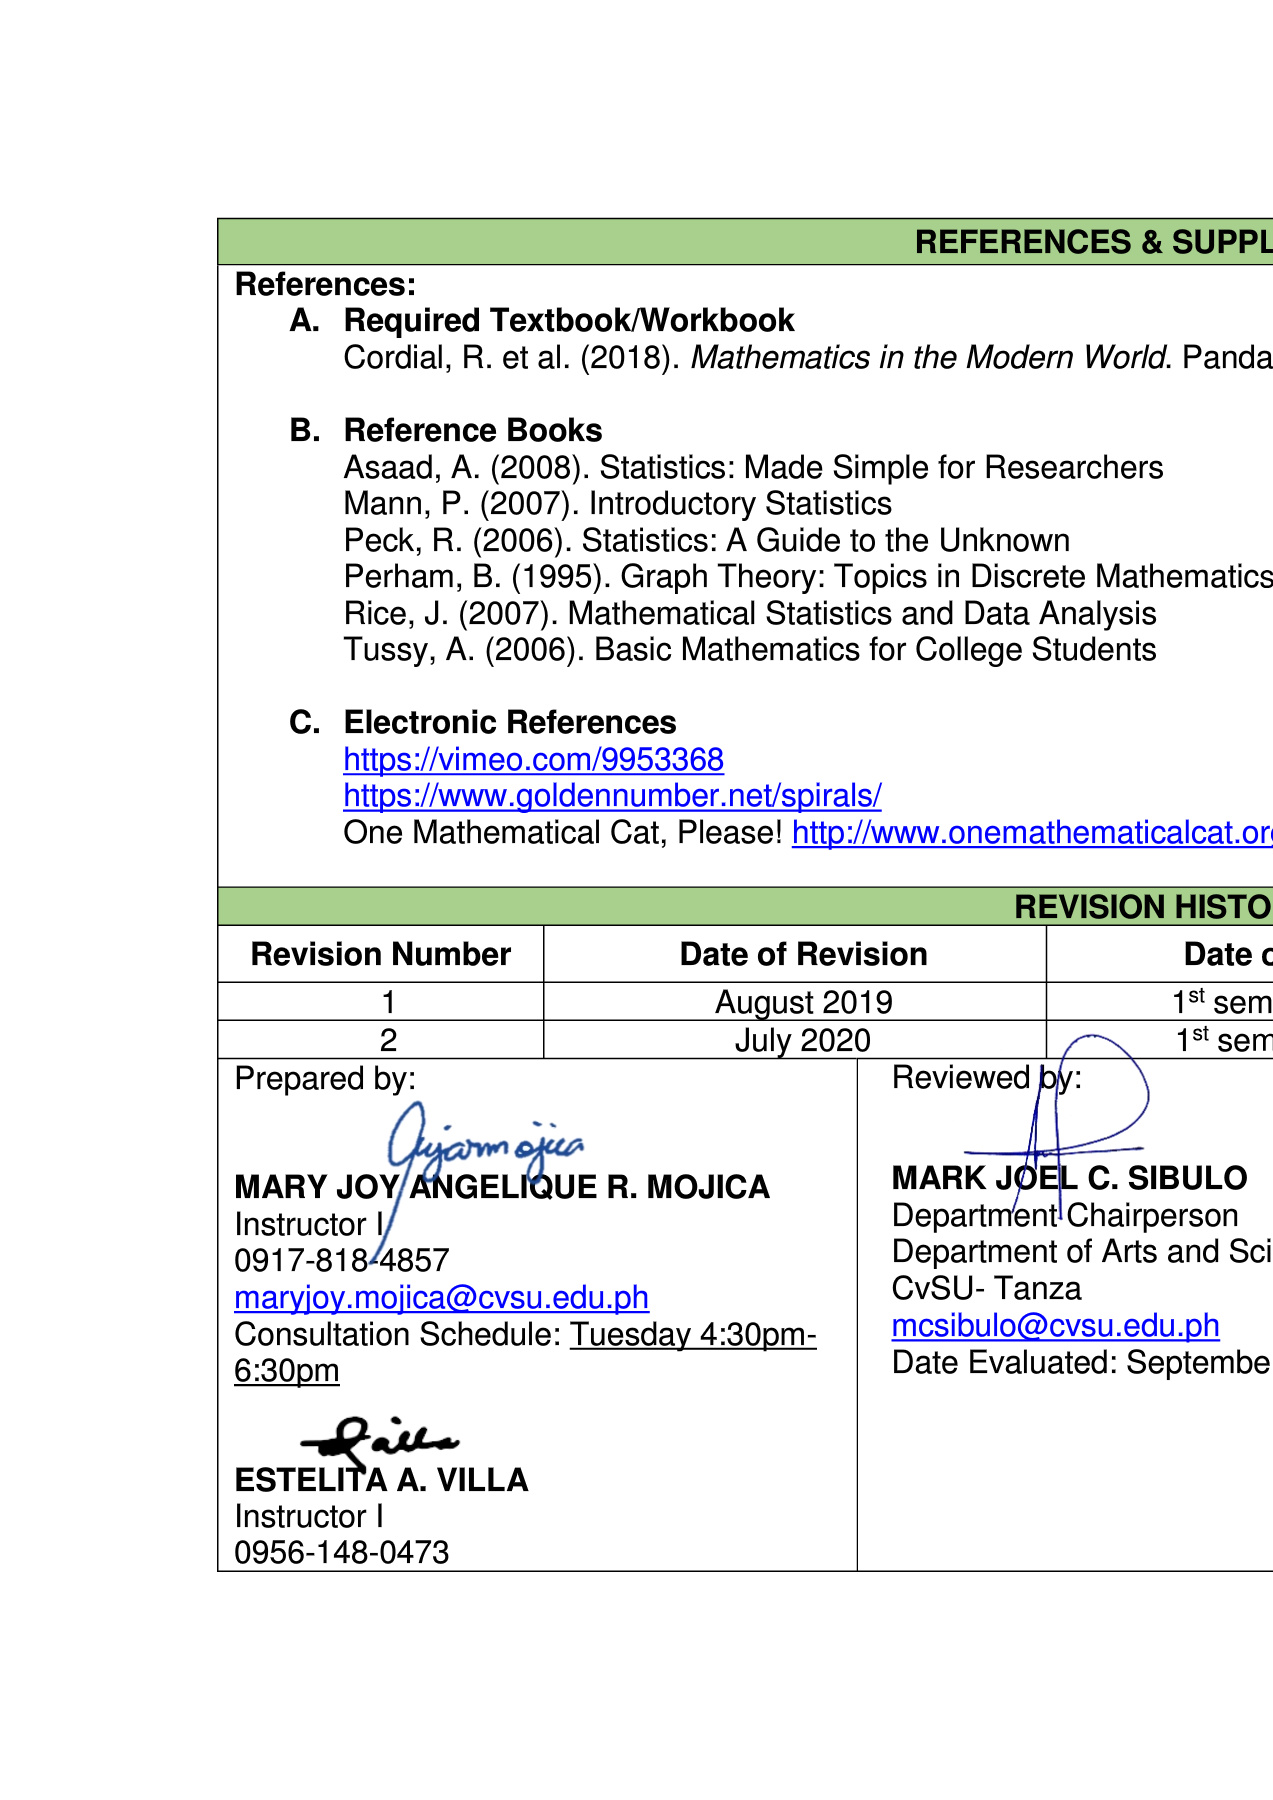 REFERENCES & SUPPL
References:
A. Required Textbook/Workbook
Cordial, R. et al. (2018). Mathematics in the Modern World. Panda
B. Reference Books
Asaad, A. (2008). Statistics: Made Simple for Researchers
Mann, P. (2007). Introductory Statistics
Peck, R. (2006). Statistics: A Guide to the Unknown
Perham, B. (1995). Graph Theory: Topics in Discrete Mathematics
Rice, J. (2007). Mathematical Statistics and Data Analysis
Tussy, A. (2006). Basic Mathematics for College Students
C. Electronic References
https://vimeo.com/9953368
https://www.goldennumber.net/spirals/
One Mathematical Cat, Please! http://www.onemathematicalcat.org
REVISION HISTO
Revision Number Date of Revision Date o
1 August 2019 1st sem
2 July 2020 1st sem
Prepared by:
MARY JOY ANGELIQUE R. MOJICA
Instructor I
0917-818-4857
maryjoy.mojica@cvsu.edu.ph
Consultation Schedule: Tuesday 4:30pm-
6:30pm
ESTELITA A. VILLA
Instructor I
0956-148-0473
Reviewed by:
MARK JOEL C. SIBULO
Department Chairperson
Department of Arts and Sci
CvSU- Tanza
mcsibulo@cvsu.edu.ph
Date Evaluated: Septembe